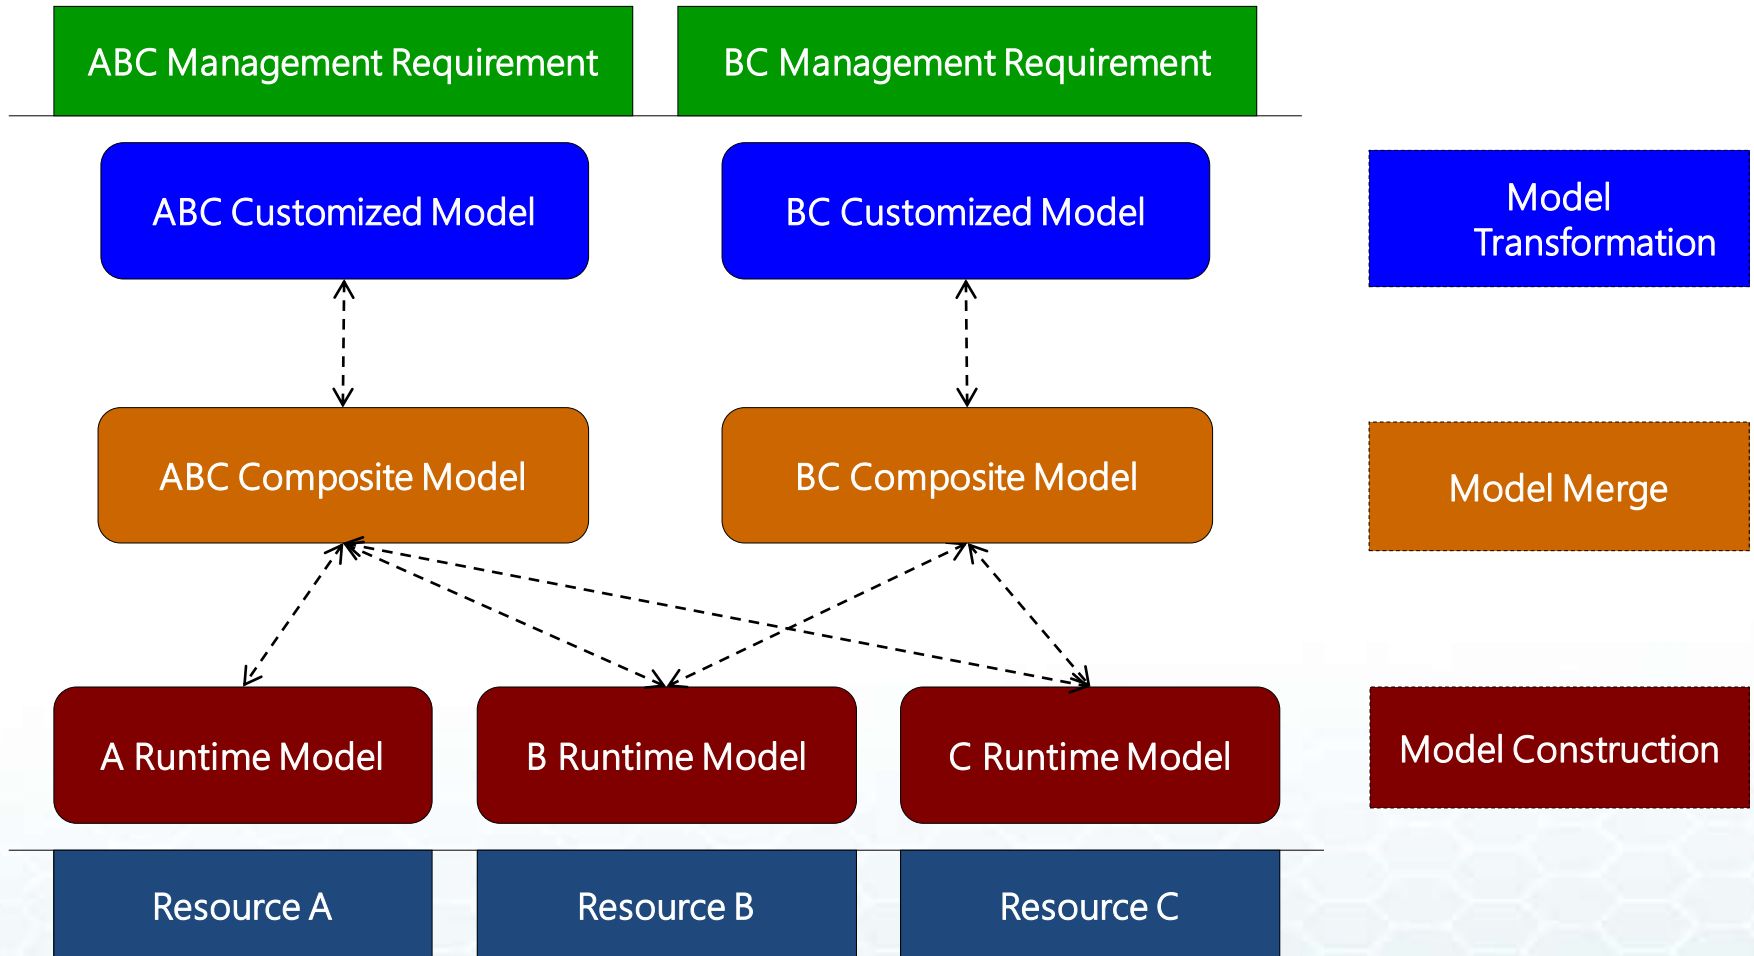 ABC Management Requirement
BC Management Requirement
ABC Customized Model
BC Customized Model
Model
Transformation
ABC Composite Model
BC Composite Model
Model Merge
A Runtime Model
B Runtime Model
C Runtime Model
Model Construction
Resource A
Resource B
Resource C